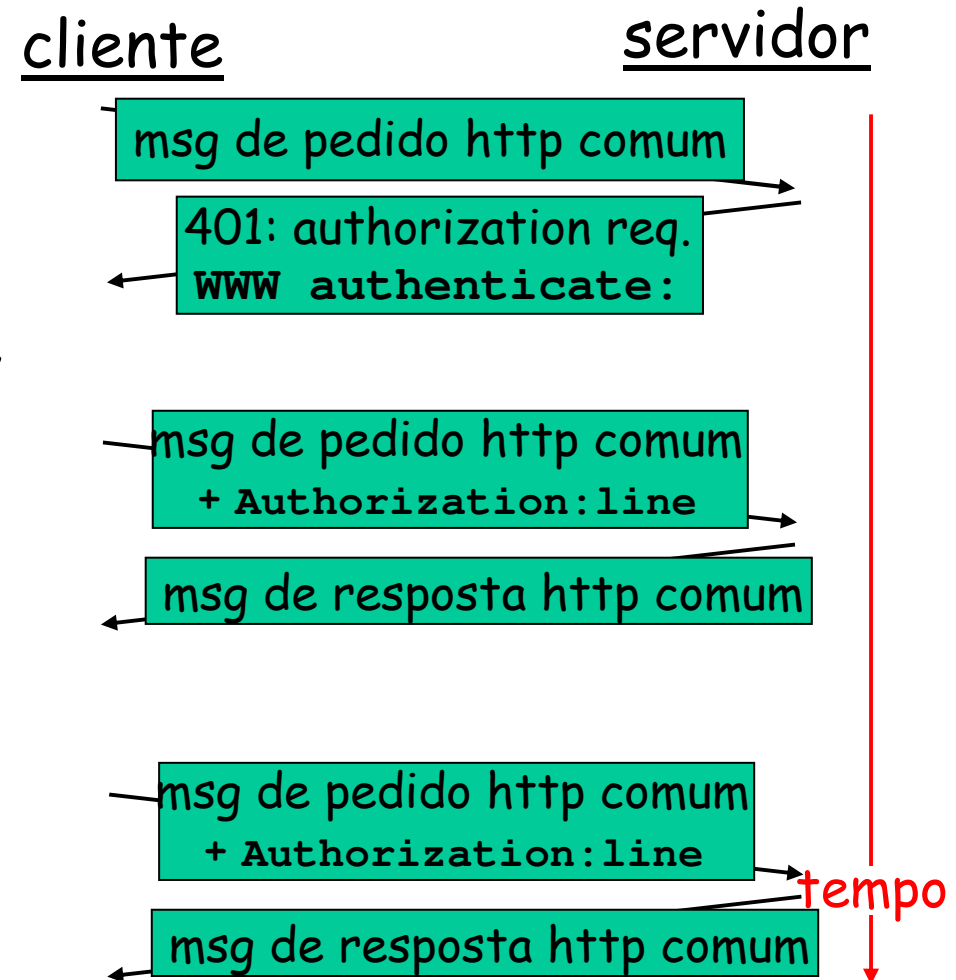 cliente
servidor
msg de pedido http comum
401: authorization req.
WWW authenticate:
msg de pedido http comum
+ Authorization:line
msg de resposta http comum
msg de pedido http comum
+ Authorization:line
tempo
msg de resposta http comum